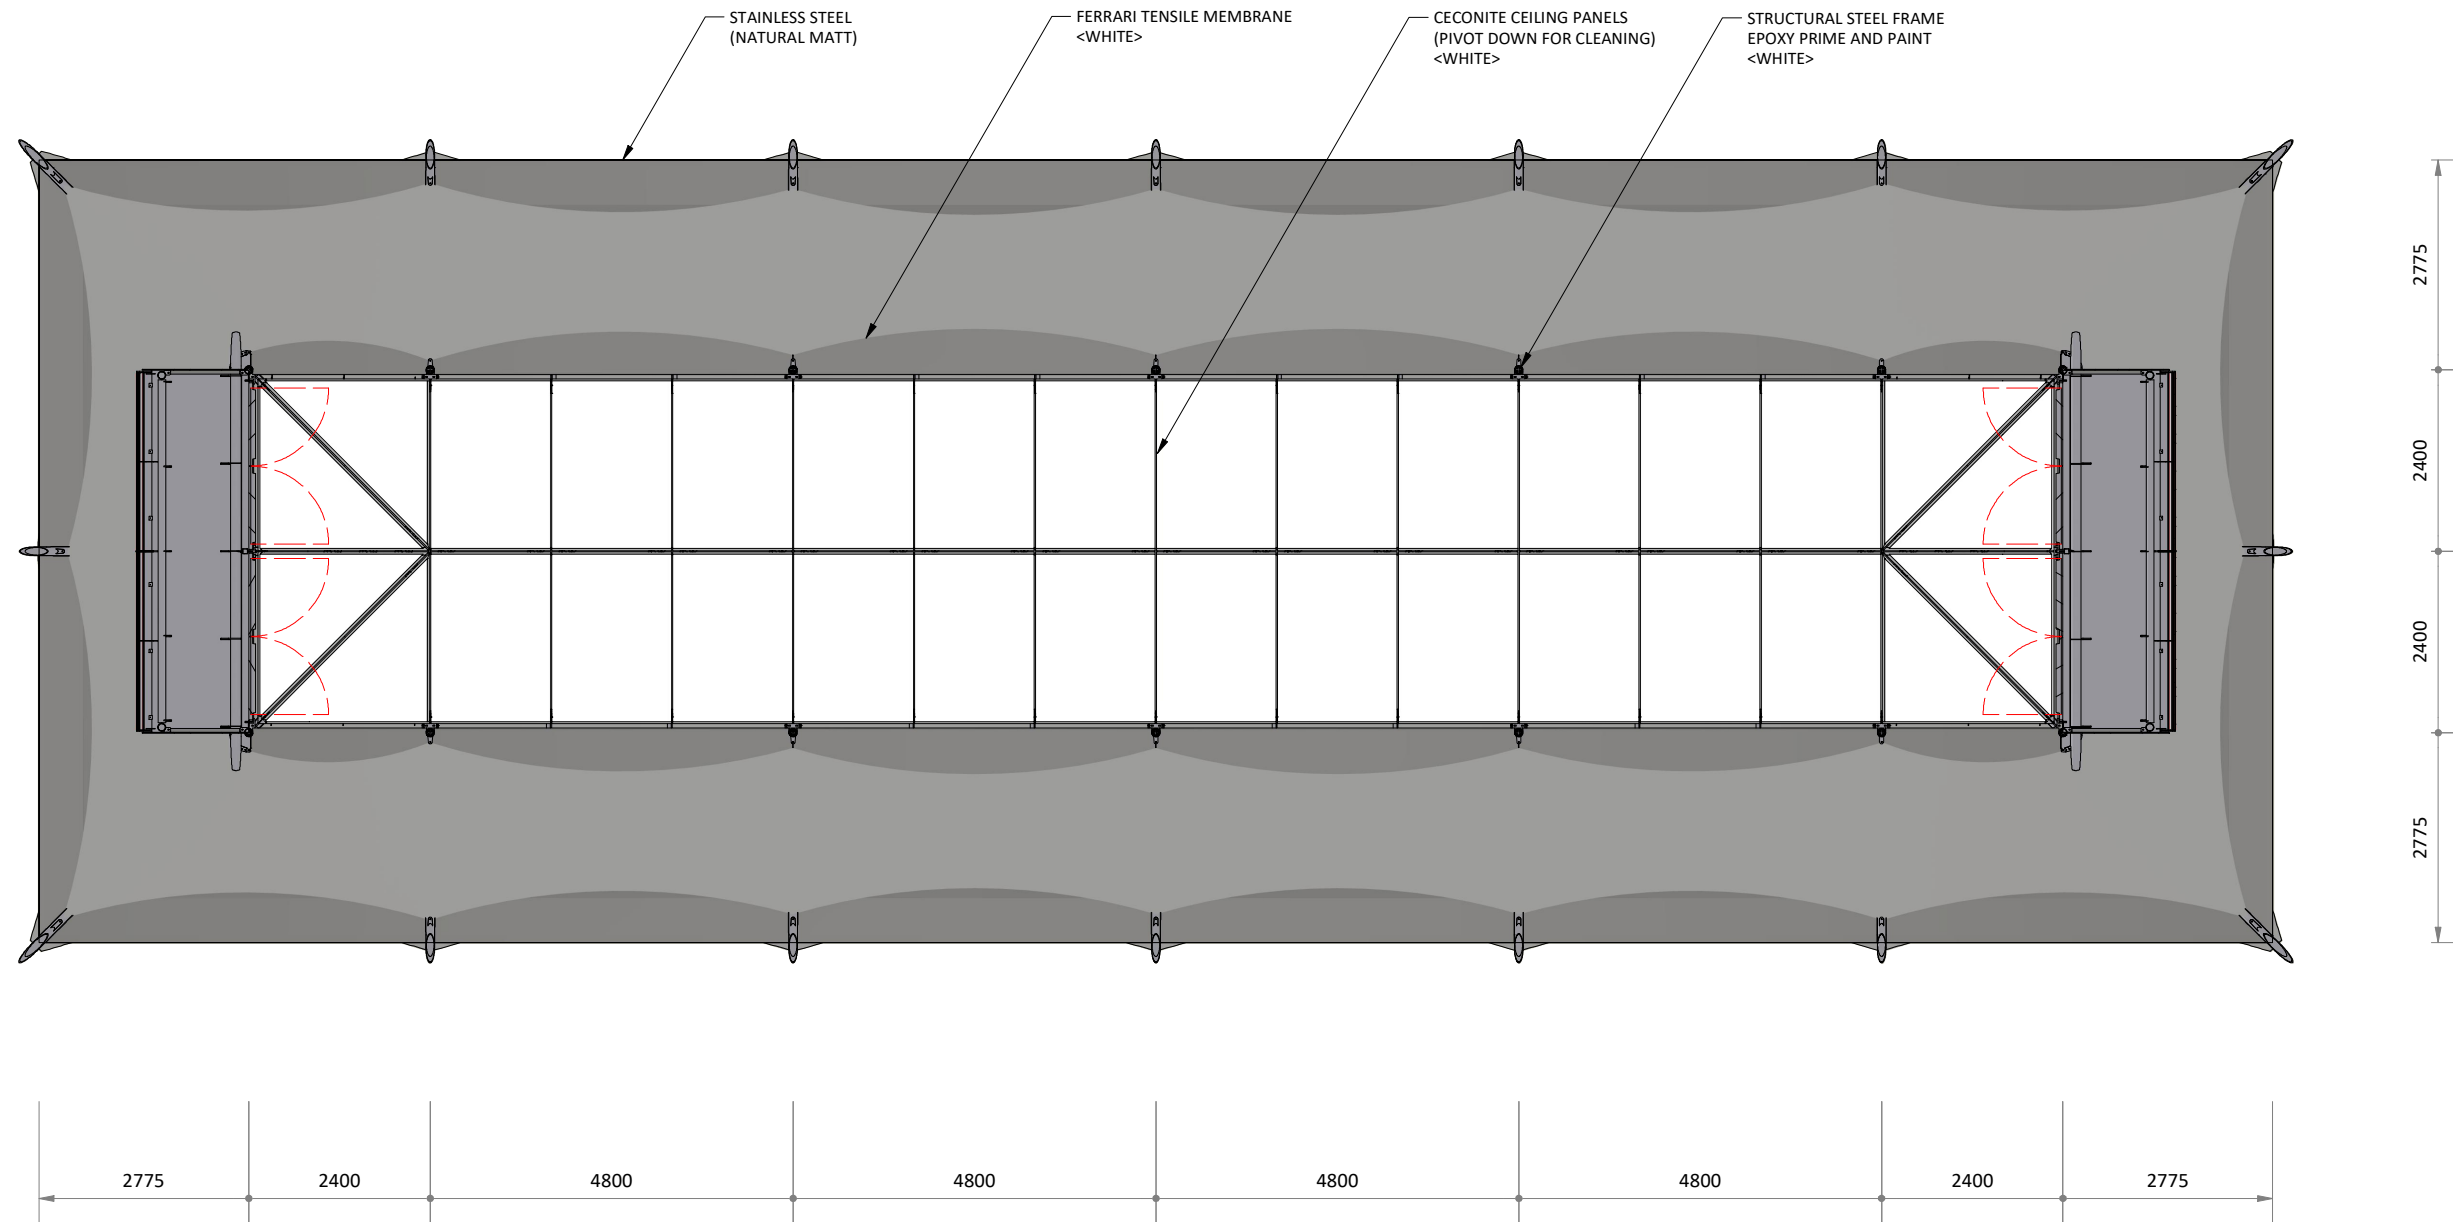 STAINLESS STEEL
(NATURAL MATT)
FERRARI TENSILE MEMBRANE
<WHITE>
CECONITE CEILING PANELS
(PIVOT DOWN FOR CLEANING)
<WHITE>
STRUCTURAL STEEL FRAME
EPOXY PRIME AND PAINT
<WHITE>
2775
2400
2400
2775
2775
2400
4800
4800
4800
4800
2400
2775